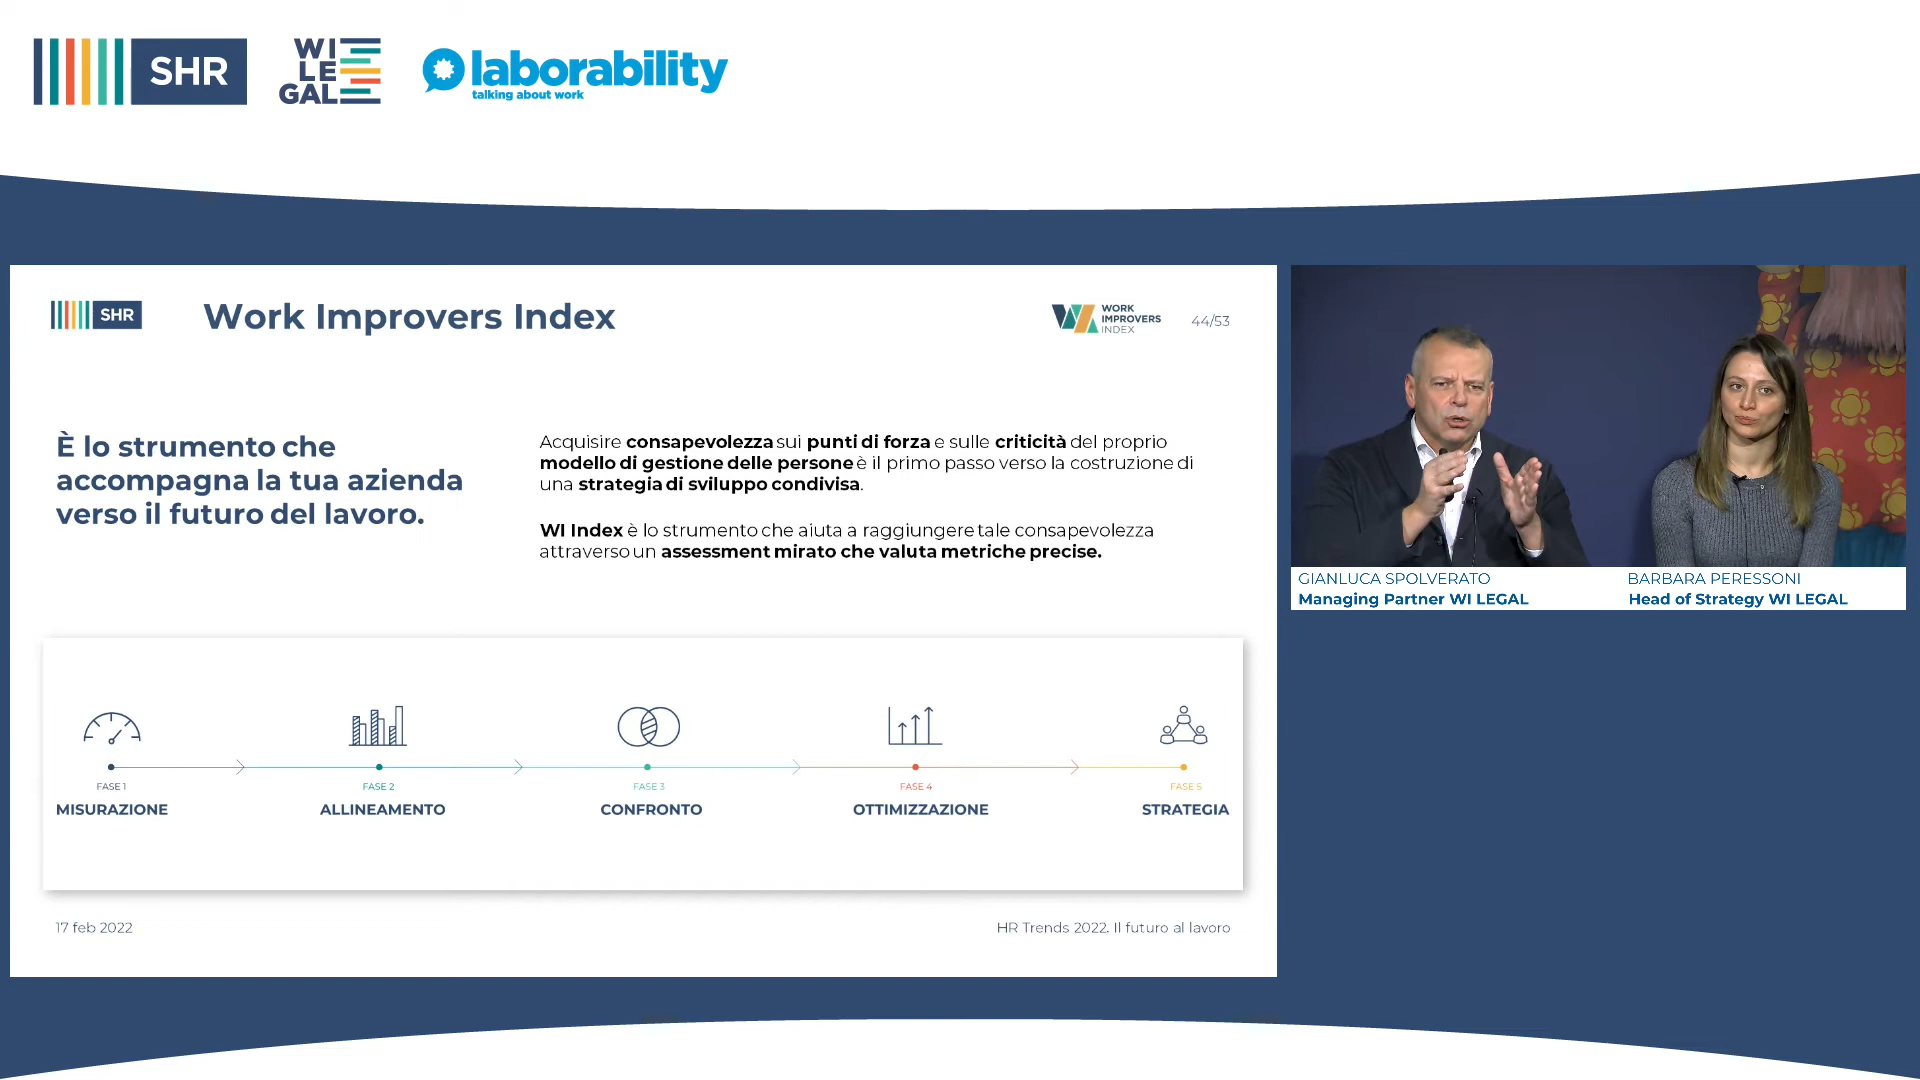 SHR
WI
LE
GAL
laborability
talking about work
SHR
Work Improvers Index
WORK
IMPROVERS
INDEX
44/53
È lo strumento che
accompagna la tua azienda
verso il futuro del lavoro.
Acquisire consapevolezza sui punti di forza e sulle criticità del proprio
modello di gestione delle persone è il primo passo verso la costruzione di
una strategia di sviluppo condivisa.
WI Index è lo strumento che aiuta a raggiungere tale consapevolezza
attraverso un assessment mirato che valuta metriche precise.
FASE 1
MISURAZIONE
FASE 2
ALLINEAMENTO
FASE 3
CONFRONTO
FASE 4
OTTIMIZZAZIONE
FASE 5
STRATEGIA
17 feb 2022
HR Trends 2022. Il futuro al lavoro
GIANLUCA SPOLVERATO
Managing Partner WI LEGAL
BARBARA PERESSONI
Head of Strategy WI LEGAL